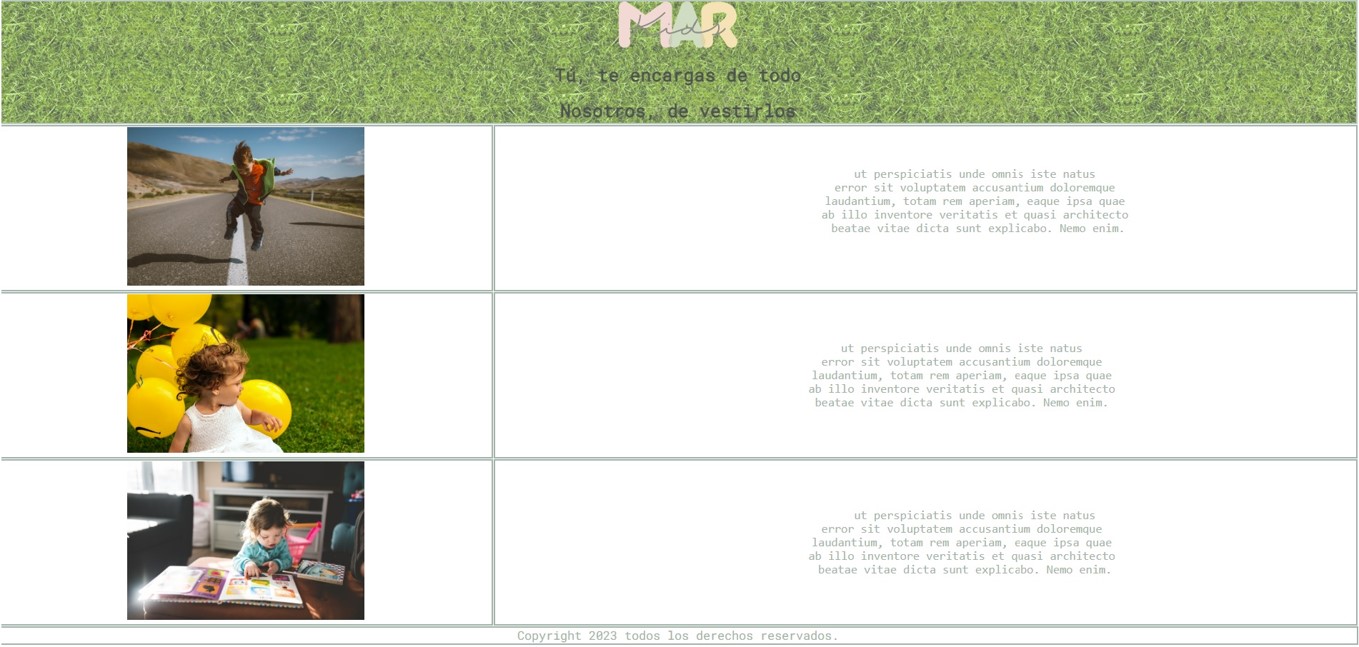 MAR
Kids
Tú, te encargas de todo
Nosotros, de vestirlos
ut perspiciatis unde omnis iste natus
error sit voluptatem accusantium doloremque
laudantium, totam rem aperiam, eaque ipsa quae
ab illo inventore veritatis et quasi architecto
beatae vitae dicta sunt explicabo. Nemo enim.
ut perspiciatis unde omnis iste natus
error sit voluptatem accusantium doloremque
laudantium, totam rem aperiam, eaque ipsa quae
ab illo inventore veritatis et quasi architecto
beatae vitae dicta sunt explicabo. Nemo enim.
ut perspiciatis unde omnis iste natus
error sit voluptatem accusantium doloremque
laudantium, totam rem aperiam, eaque ipsa quae
ab illo inventore veritatis et quasi architecto
beatae vitae dicta sunt explicabo. Nemo enim.
Copyright 2023 todos los derechos reservados.